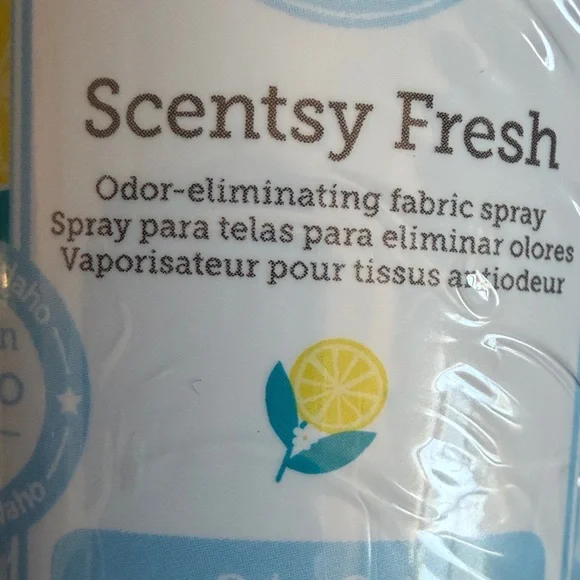 Scentsy Fresh
Odor-eliminating fabric spray
Spray para telas para eliminar olores
Vaporisateur pour tissus antiodeur